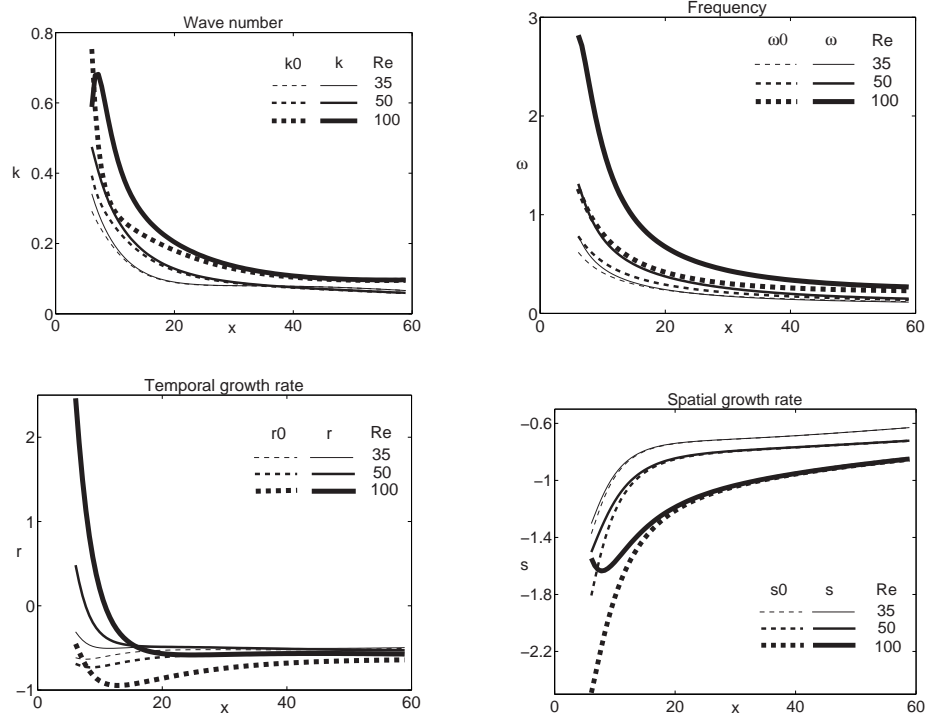 Wave number
0.8
0.6
0.4
0.2
0
k
0
20
40
60
x
k0 k Re
35
50
100
Frequency
3
2
1
0
ω
0
20
40
60
x
ω0 ω Re
35
50
100
Temporal growth rate
2
1
0
−1
r
0
20
40
60
x
r0 r Re
35
50
100
Spatial growth rate
−0.6
−1
−1.4
−1.8
−2.2
s
0
20
40
60
x
s0 s Re
35
50
100